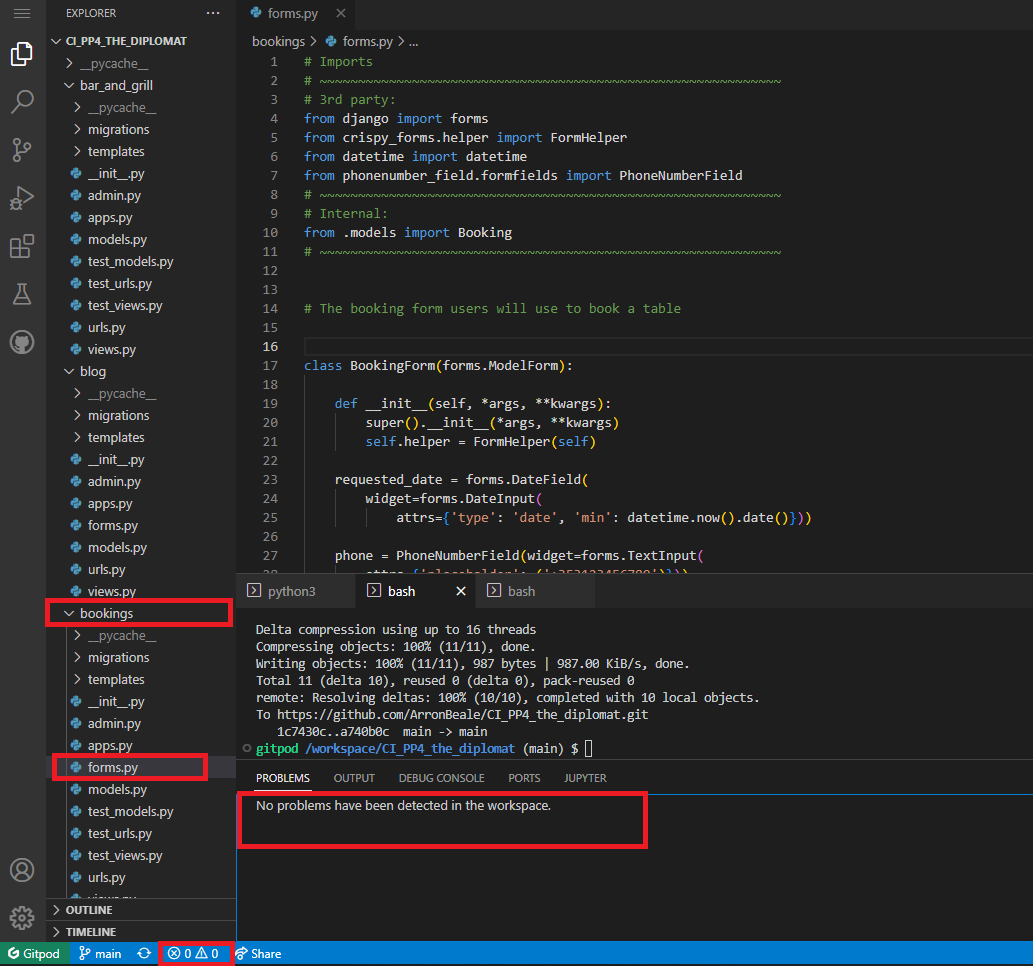 EXPLORER
CI_PP4_THE_DIPLOMAT
__pycache__
bar_and_grill
__pycache__
migrations
templates
__init__.py
admin.py
apps.py
models.py
test_models.py
test_urls.py
test_views.py
urls.py
views.py
blog
__pycache__
migrations
templates
__init__.py
admin.py
apps.py
forms.py
models.py
urls.py
views.py
bookings
__pycache__
migrations
templates
__init__.py
admin.py
apps.py
forms.py
models.py
test_models.py
test_urls.py
test_views.py
urls.py
views.py
OUTLINE
TIMELINE
forms.py
bookings > forms.py > ...
1 # Imports
2 # ~~~~~~~~~~~~~~~~~~~~~~~~~~~~~~~~~~~~~~~~~~~~~~~~~~~~~~~~~~~~
3 # 3rd party:
4 from django import forms
5 from crispy_forms.helper import FormHelper
6 from datetime import datetime
7 from phonenumber_field.formfields import PhoneNumberField
8 # ~~~~~~~~~~~~~~~~~~~~~~~~~~~~~~~~~~~~~~~~~~~~~~~~~~~~~~~~~~~~
9 # Internal:
10 from .models import Booking
11 # ~~~~~~~~~~~~~~~~~~~~~~~~~~~~~~~~~~~~~~~~~~~~~~~~~~~~~~~~~~~~
12
13
14 # The booking form users will use to book a table
15
16
17 class BookingForm(forms.ModelForm):
18
19 def __init__(self, *args, **kwargs):
20 super().__init__(*args, **kwargs)
21 self.helper = FormHelper(self)
22
23 requested_date = forms.DateField(
24 widget=forms.DateInput(
25 attrs={'type': 'date', 'min': datetime.now().date()}))
26
27 phone = PhoneNumberField(widget=forms.TextInput(
28 attrs={'placeholder': ('+353123456789')}))
python3
bash
bash
Delta compression using up to 16 threads
Compressing objects: 100% (11/11), done.
Writing objects: 100% (11/11), 987 bytes | 987.00 KiB/s, done.
Total 11 (delta 10), reused 0 (delta 0), pack-reused 0
remote: Resolving deltas: 100% (10/10), completed with 10 local objects.
To https://github.com/ArronBeale/CI_PP4_the_diplomat.git
1c7430c..a740b0c main -> main
gitpod /workspace/CI_PP4_the_diplomat (main) $
PROBLEMS OUTPUT DEBUG CONSOLE PORTS JUPYTER
No problems have been detected in the workspace.
Gitpod main 0 0 Share